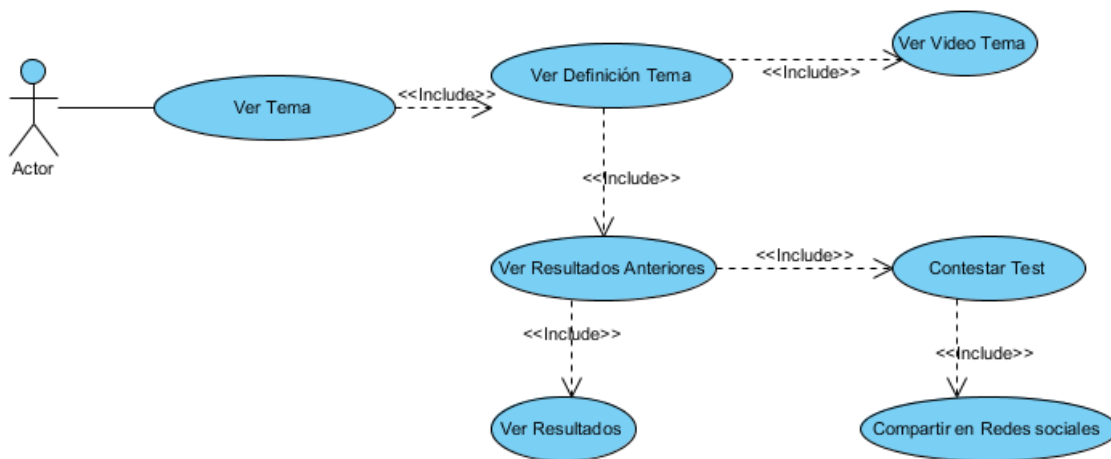 Ver Video Tema
Ver Definición Tema
<<Include>>
<<Include>>
Ver Tema
Actor
<<Include>>
Ver Resultados Anteriores
<<Include>>
Contestar Test
<<Include>>
<<Include>>
Ver Resultados
Compartir en Redes sociales